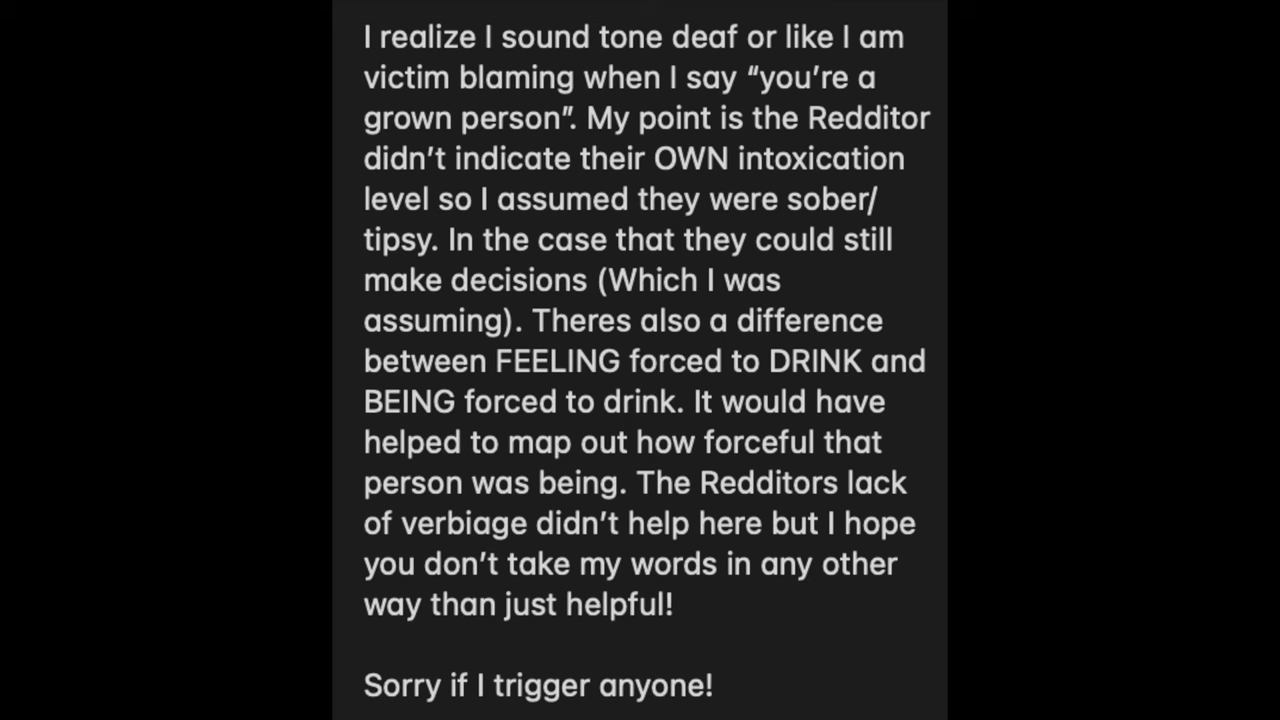 I realize I sound tone deaf or like I am
victim blaming when I say “you’re a
grown person”. My point is the Redditor
didn’t indicate their OWN intoxication
level so I assumed they were sober/
tipsy. In the case that they could still
make decisions (Which I was
assuming). Theres also a difference
between FEELING forced to DRINK and
BEING forced to drink. It would have
helped to map out how forceful that
person was being. The Redditors lack
of verbiage didn’t help here but I hope
you don’t take my words in any other
way than just helpful!
Sorry if I trigger anyone!